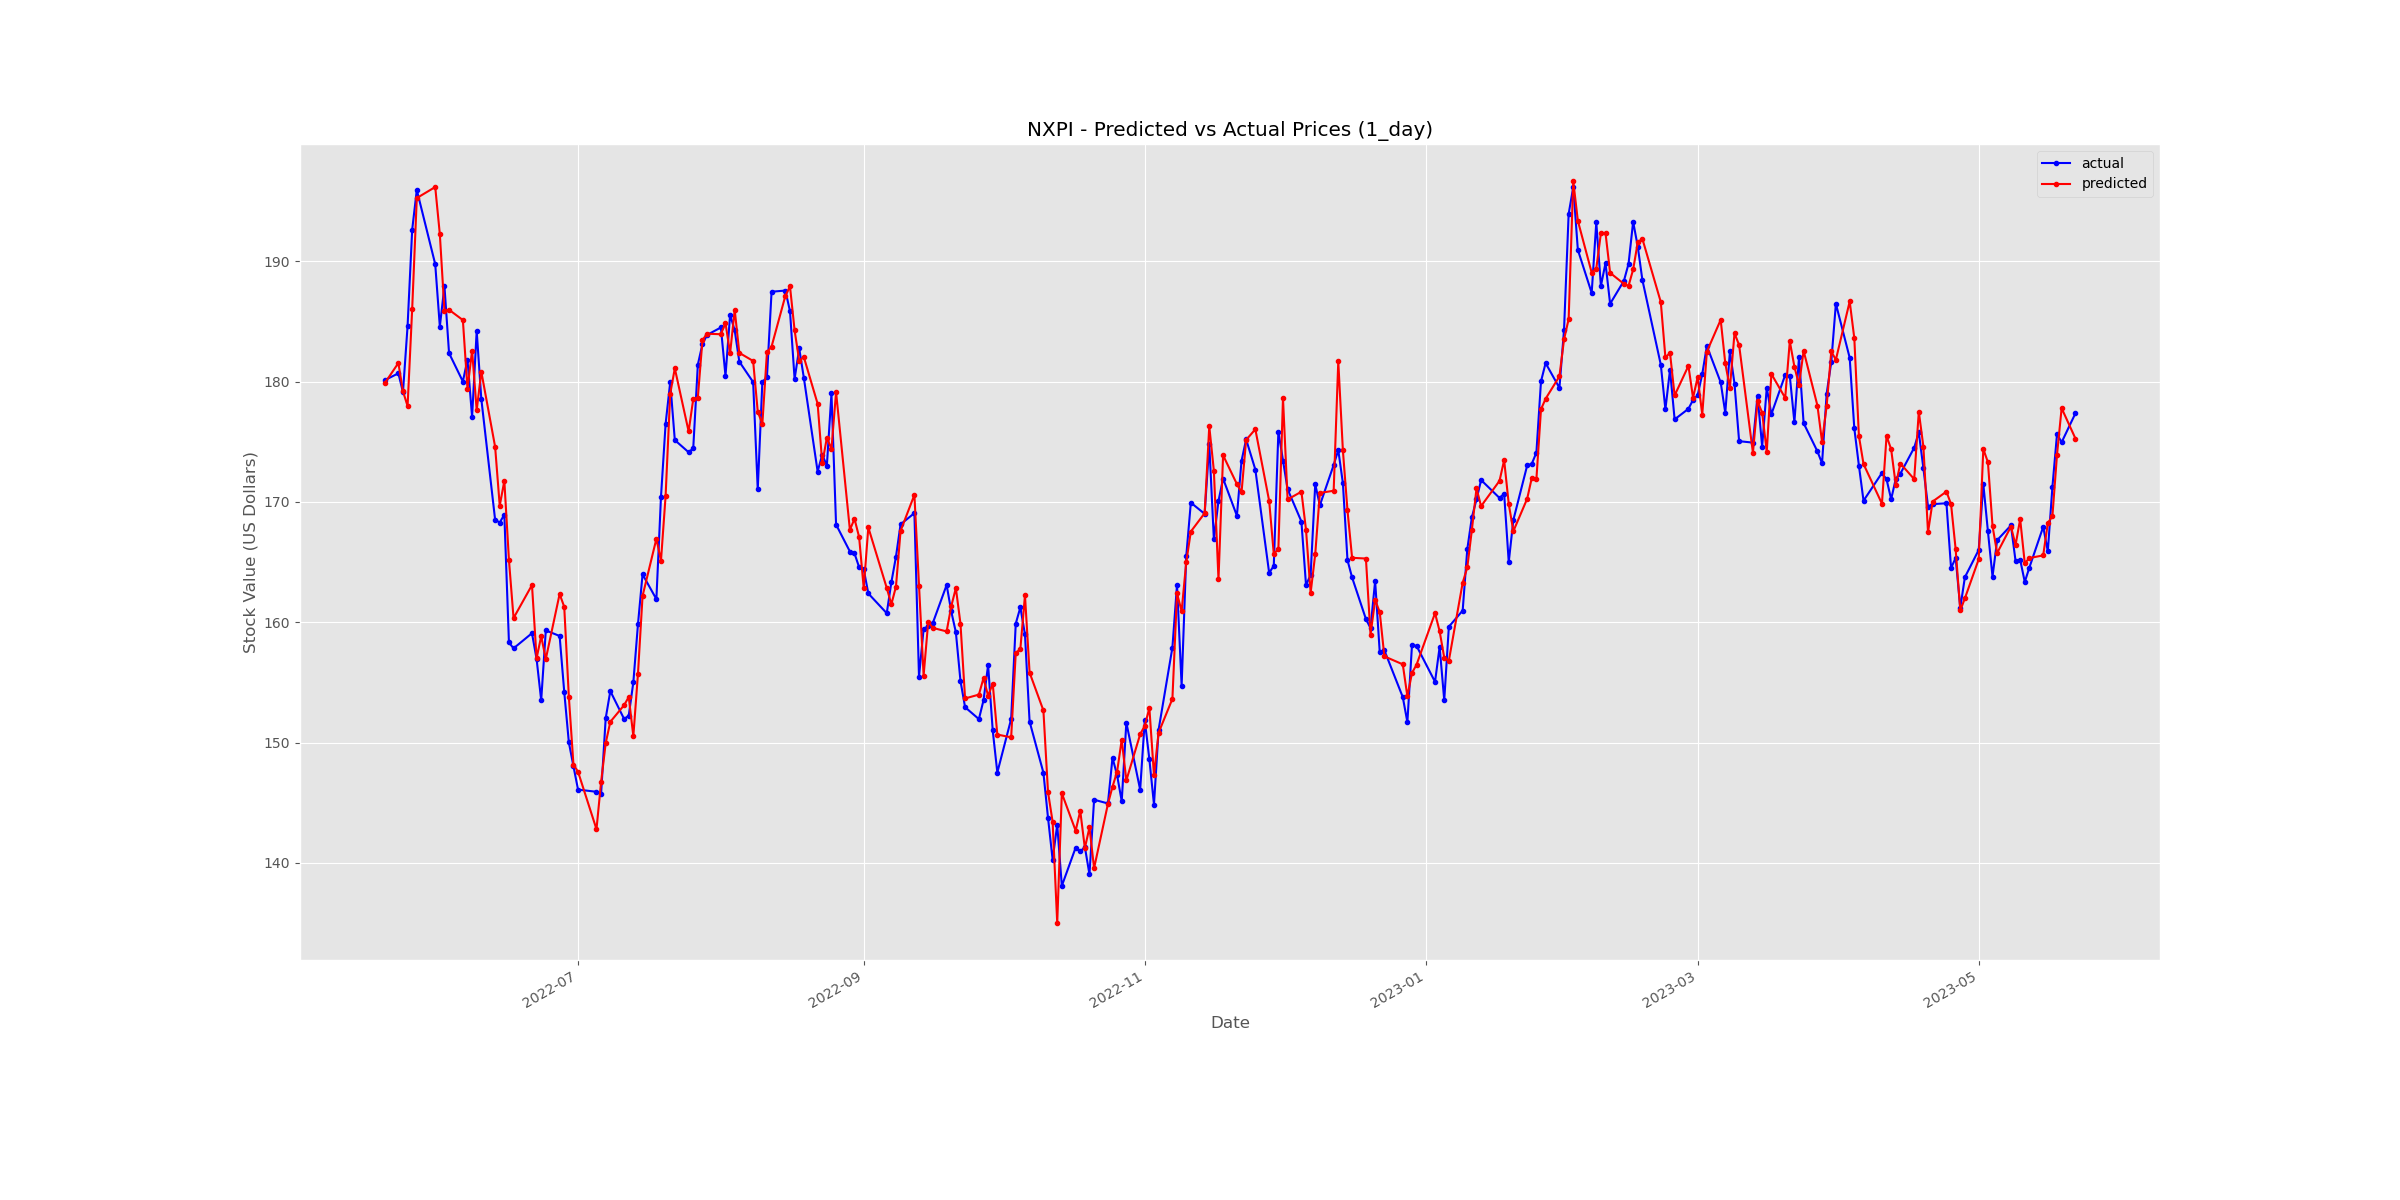 NXPI - Predicted vs Actual Prices (1_day)
actual
predicted
Stock Value (US Dollars)
190
180
170
160
150
140
2022-07
2022-09
2022-11
2023-01
2023-03
2023-05
Date